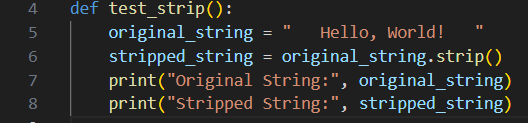 4 def test_strip():
5     original_string = "   Hello, World!   "
6     stripped_string = original_string.strip()
7     print("Original String:", original_string)
8     print("Stripped String:", stripped_string)